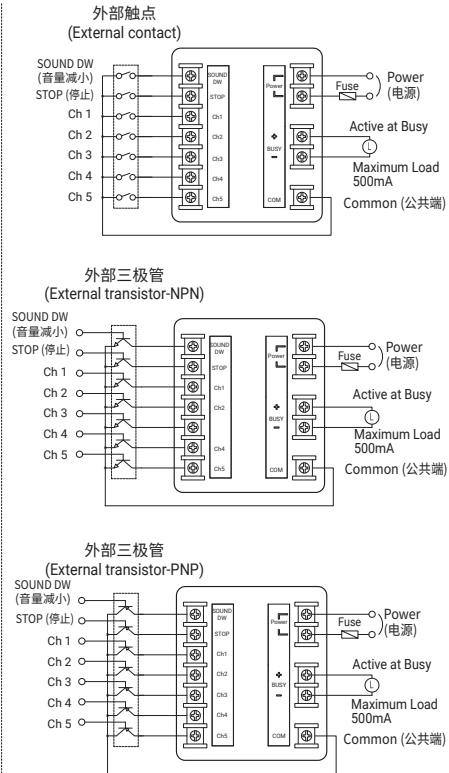 外部触点
(External contact)
SOUND DW
(音量减小)
STOP (停止)
Ch 1
Ch 2
Ch 3
Ch 4
Ch 5
SOUND
DW
STOP
Ch1
Ch2
Ch3
Ch4
Ch5
Power
+
BUSY
−
COM
Fuse
Power
(电源)
Active at Busy
L
Maximum Load
500mA
Common (公共端)
外部三极管
(External transistor-NPN)
SOUND DW
(音量减小)
STOP (停止)
Ch 1
Ch 2
Ch 3
Ch 4
Ch 5
SOUND
DW
STOP
Ch1
Ch2
Ch4
Ch5
Power
+
BUSY
−
COM
Fuse
Power
(电源)
Active at Busy
L
Maximum Load
500mA
Common (公共端)
外部三极管
(External transistor-PNP)
SOUND DW
(音量减小)
STOP (停止)
Ch 1
Ch 2
Ch 3
Ch 4
Ch 5
SOUND
DW
STOP
Ch1
Ch2
Ch3
Ch4
Ch5
Power
+
BUSY
−
COM
Fuse
Power
(电源)
Active at Busy
L
Maximum Load
500mA
Common (公共端)